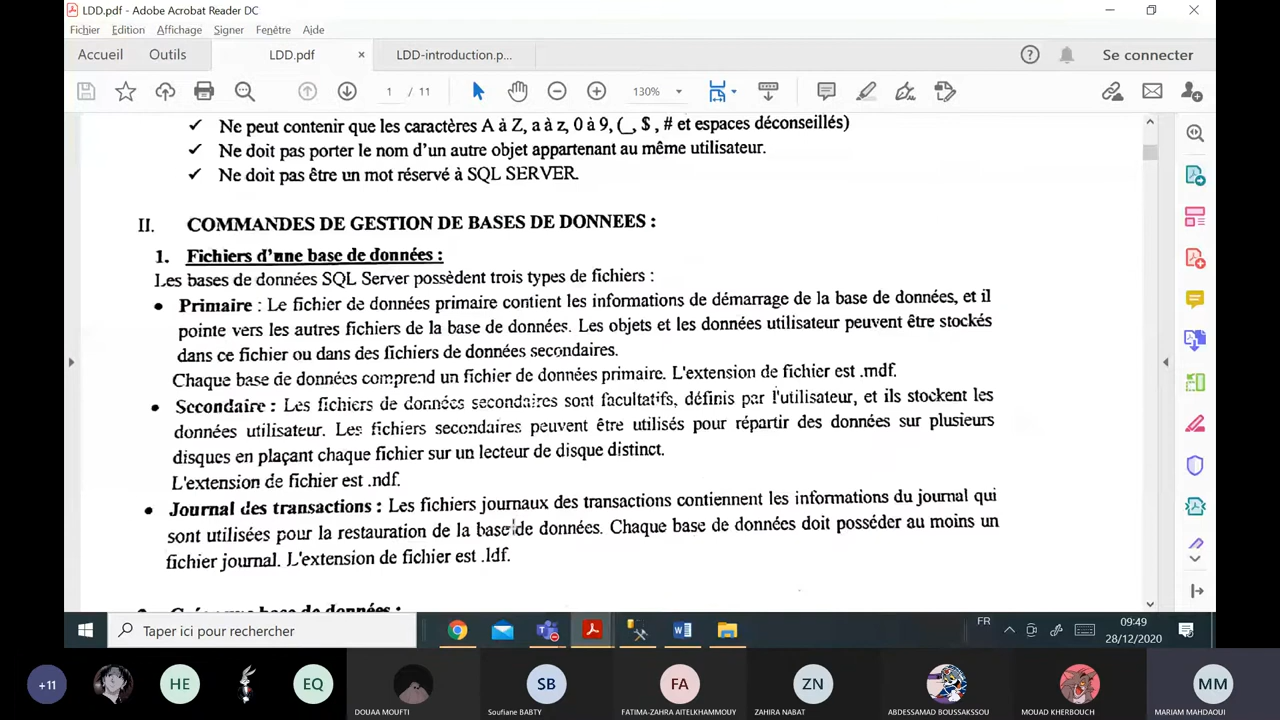 LDD.pdf - Adobe Acrobat Reader DC
Fichier Edition Affichage Signer Fenêtre Aide
Accueil Outils LDD.pdf × LDD-introduction.p... Se connecter
1 / 11 130%
✓ Ne peut contenir que les caractères A à Z, a à z, 0 à 9, (_, $ , # et espaces déconseillés)
✓ Ne doit pas porter le nom d'un autre objet appartenant au même utilisateur.
✓ Ne doit pas être un mot réservé à SQL SERVER.
II. COMMANDES DE GESTION DE BASES DE DONNEES :
1. Fichiers d'une base de données :
Les bases de données SQL Server possèdent trois types de fichiers :
• Primaire : Le fichier de données primaire contient les informations de démarrage de la base de données, et il
pointe vers les autres fichiers de la base de données. Les objets et les données utilisateur peuvent être stockés
dans ce fichier ou dans des fichiers de données secondaires.
Chaque base de données comprend un fichier de données primaire. L'extension de fichier est .mdf.
• Secondaire : Les fichiers de données secondaires sont facultatifs, définis par l'utilisateur, et ils stockent les
données utilisateur. Les fichiers secondaires peuvent être utilisés pour répartir des données sur plusieurs
disques en plaçant chaque fichier sur un lecteur de disque distinct.
L'extension de fichier est .ndf.
• Journal des transactions : Les fichiers journaux des transactions contiennent les informations du journal qui
sont utilisées pour la restauration de la base de données. Chaque base de données doit posséder au moins un
fichier journal. L'extension de fichier est .ldf.
base de données :
Taper ici pour rechercher FR 09:49
28/12/2020
+11 HE EQ SB FA ZN MM
DOUAA MOUFTI Soufiane BABTY FATIMA-ZAHRA AITELKHAMMOUY ZAHIRA NABAT ABDESSAMAD BOUSSAKSSOU MOUAD KHERBOUCH MARIAM MAHDAOUI